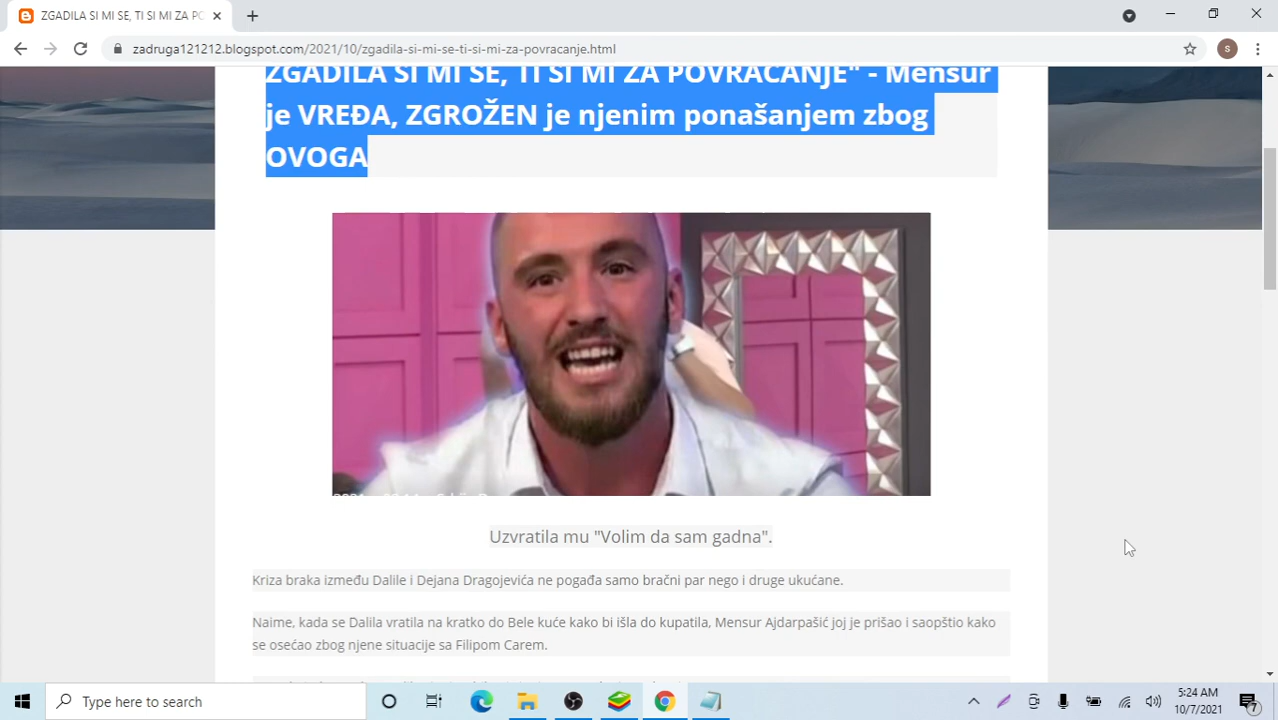 ZGADILA SI MI SE, TI SI MI ZA PO
zadruga121212.blogspot.com/2021/10/zgadila-si-mi-se-ti-si-mi-za-povracanje.html
S
ZGADILA SI MI SE, TI SI MI ZA POVRAĆANJE" - Mensur
je VREĐA, ZGROŽEN je njenim ponašanjem zbog
OVOGA
Uzvratila mu "Volim da sam gadna".
Kriza braka između Dalile i Dejana Dragojevića ne pogađa samo bračni par nego i druge ukućane.
Naime, kada se Dalila vratila na kratko do Bele kuće kako bi išla do kupatila, Mensur Ajdarpašić joj je prišao i saopštio kako
se osećao zbog njene situacije sa Filipom Carem.
Type here to search
5:24 AM
10/7/2021
7